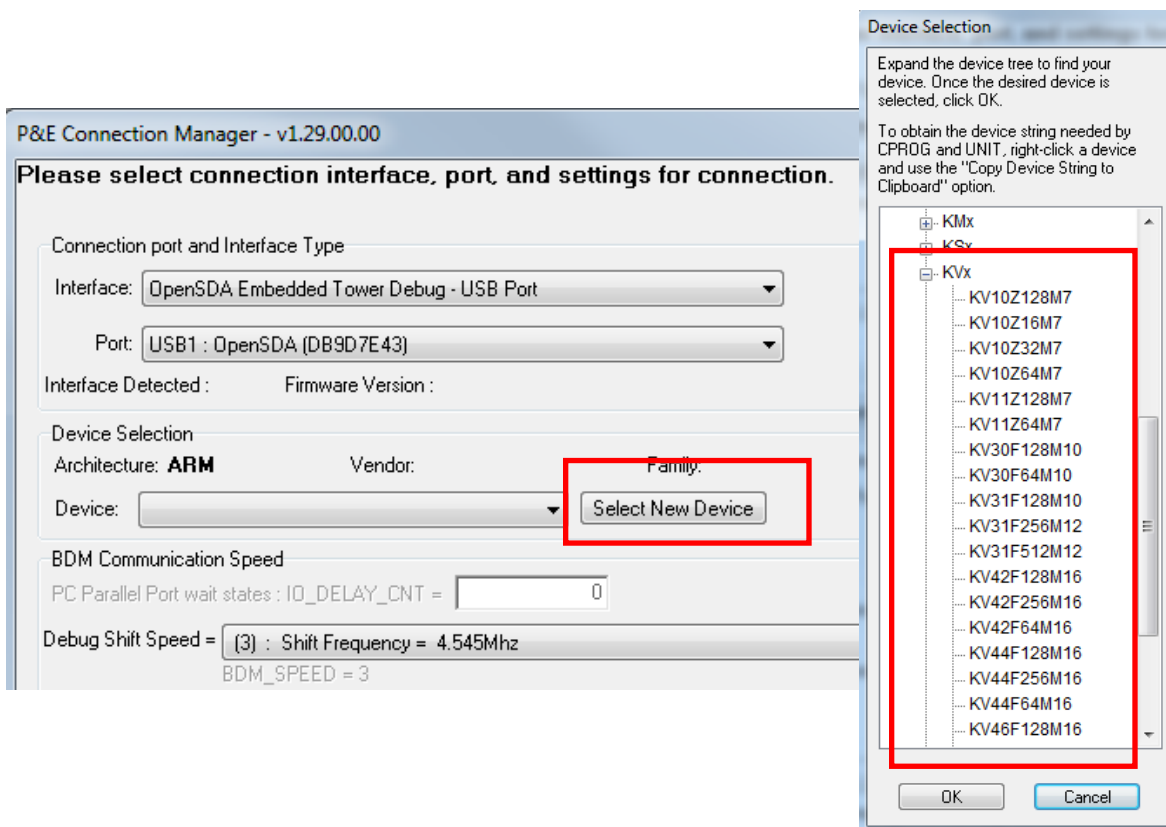 P&E Connection Manager - v1.29.00.00
Please select connection interface, port, and settings for connection.
Connection port and Interface Type
Interface: OpenSDA Embedded Tower Debug - USB Port
Port: USB1 : OpenSDA (DB9D7E43)
Interface Detected : Firmware Version :
Device Selection
Architecture: ARM Vendor: Family:
Device: Select New Device
BDM Communication Speed
PC Parallel Port wait states : IO_DELAY_CNT = 0
Debug Shift Speed = (3) : Shift Frequency = 4.545Mhz
BDM_SPEED = 3
Device Selection
Expand the device tree to find your
device. Once the desired device is
selected, click OK.
To obtain the device string needed by
CPROG and UNIT, right-click a device
and use the "Copy Device String to
Clipboard" option.
KMx
KSx
KVx
KV10Z128M7
KV10Z16M7
KV10Z32M7
KV10Z64M7
KV11Z128M7
KV11Z64M7
KV30F128M10
KV30F64M10
KV31F128M10
KV31F256M12
KV31F512M12
KV42F128M16
KV42F256M16
KV42F64M16
KV44F128M16
KV44F256M16
KV44F64M16
KV46F128M16
OK Cancel